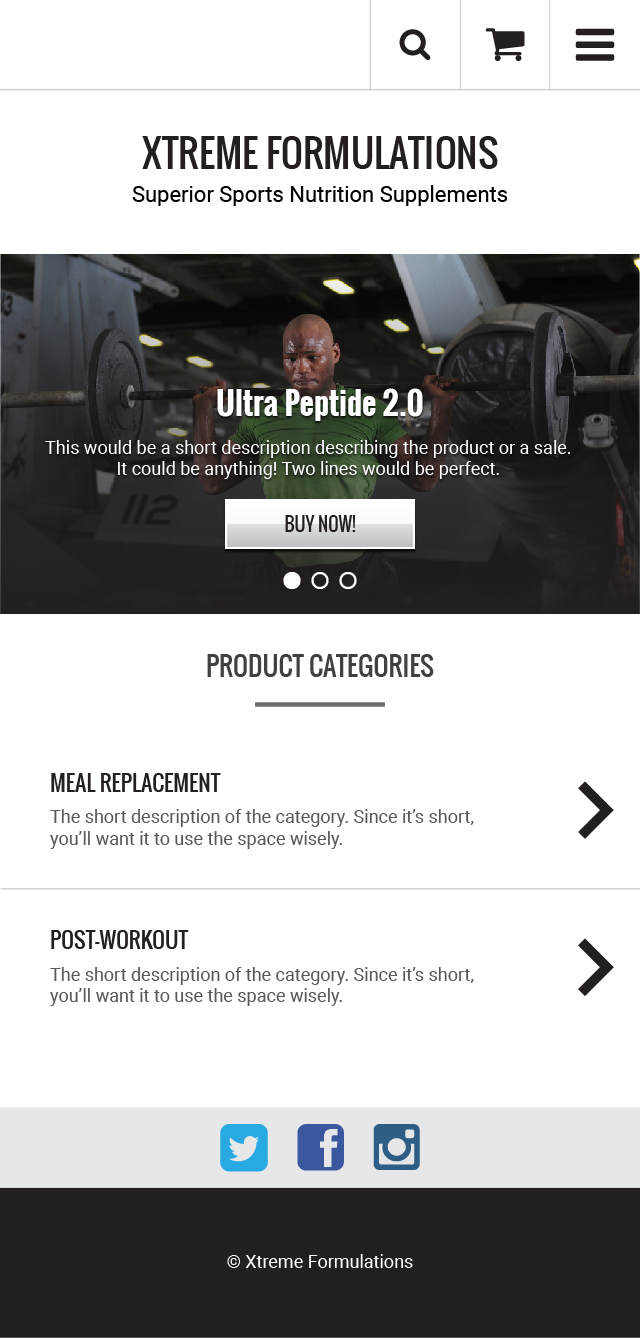 XTREME FORMULATIONS
Superior Sports Nutrition Supplements
Ultra Peptide 2.0
This would be a short description describing the product or a sale.
It could be anything! Two lines would be perfect.
112
BUY NOW!
PRODUCT CATEGORIES
MEAL REPLACEMENT
The short description of the category. Since it’s short,
you’ll want it to use the space wisely.
POST-WORKOUT
The short description of the category. Since it’s short,
you’ll want it to use the space wisely.
© Xtreme Formulations